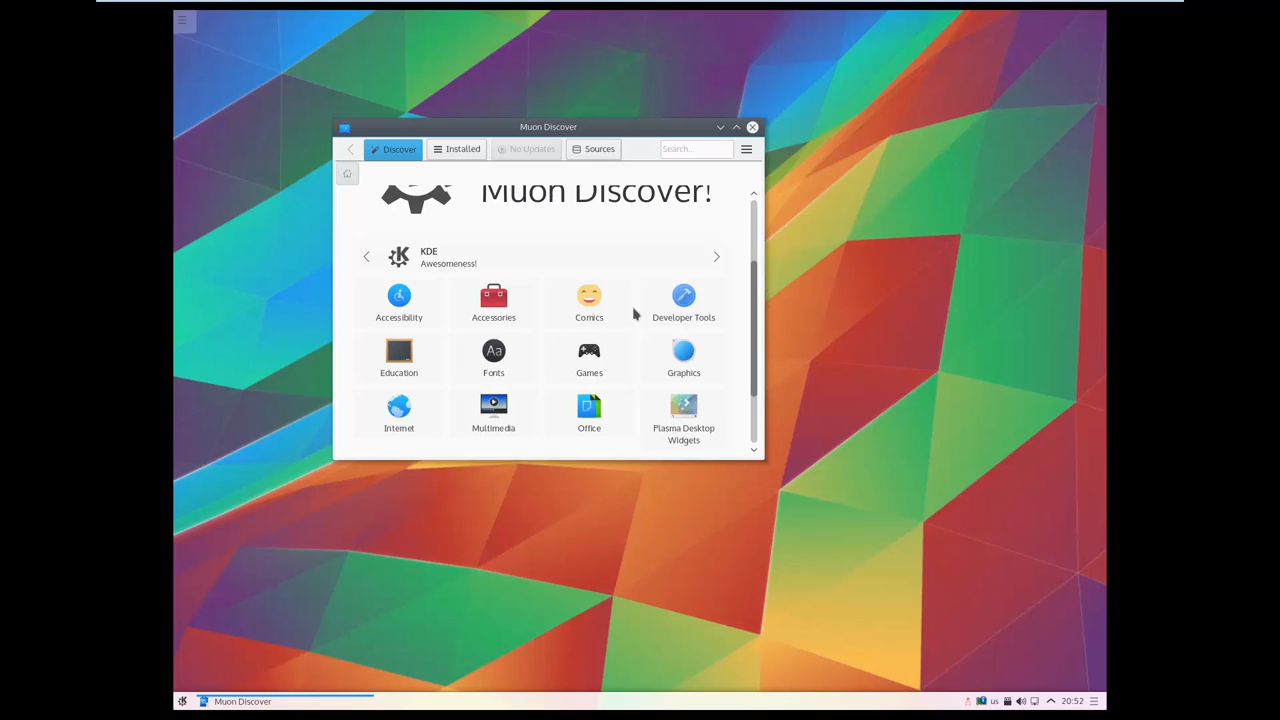 Muon Discover
Discover
Installed
No Updates
Sources
Search...
Muon Discover!
KDE
Awesomeness!
Accessibility
Accessories
Comics
Developer Tools
Aa
Education
Fonts
Games
Graphics
Internet
Multimedia
Office
Plasma Desktop
Widgets
Muon Discover
us
20:52